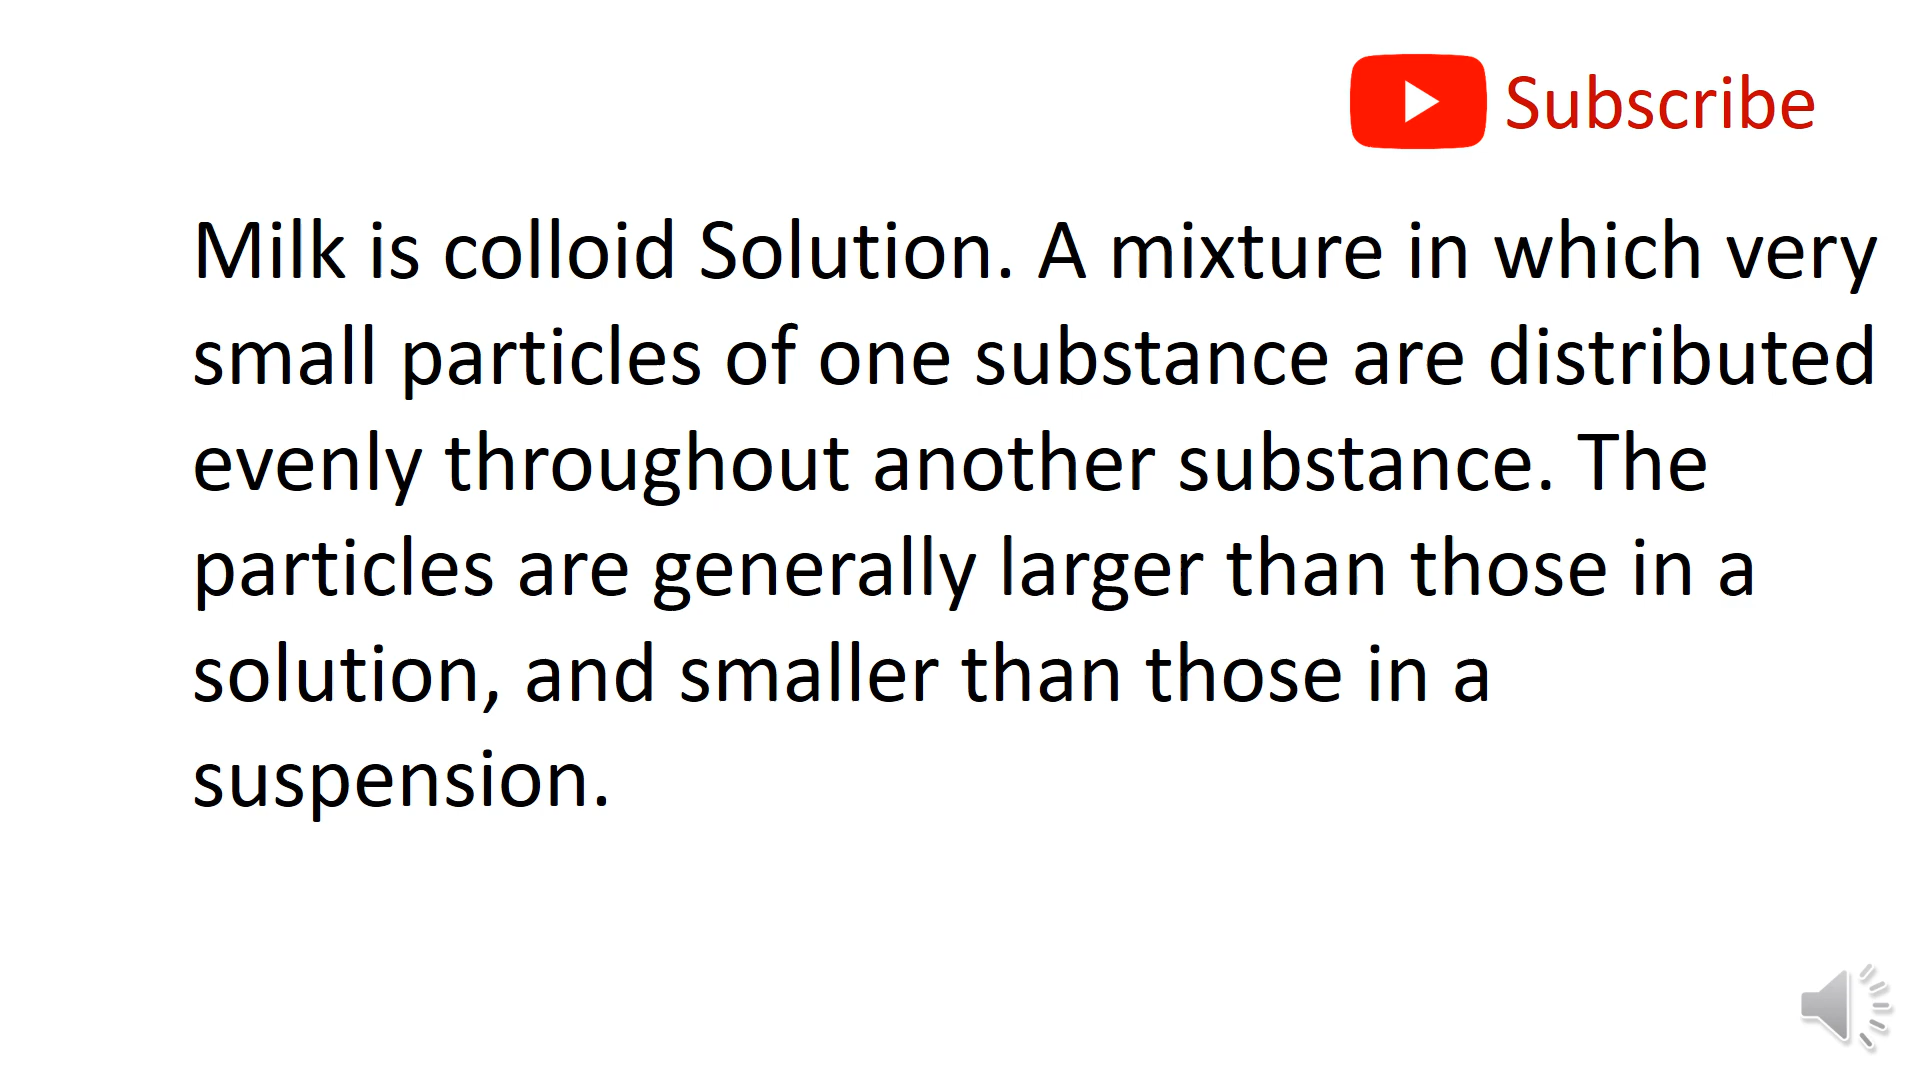 Subscribe
Milk is colloid Solution. A mixture in which very
small particles of one substance are distributed
evenly throughout another substance. The
particles are generally larger than those in a
solution, and smaller than those in a
suspension.